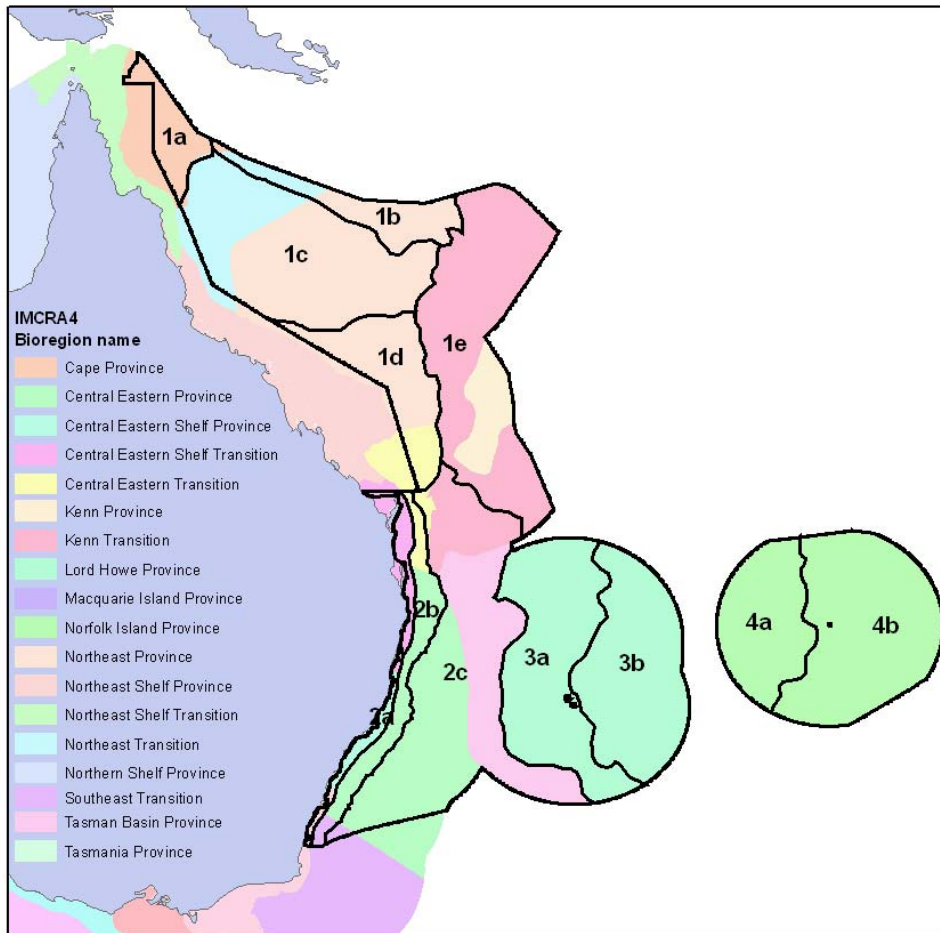 1a
1b
1c
1d
1e
IMCRA4
Bioregion name
Cape Province
Central Eastern Province
Central Eastern Shelf Province
Central Eastern Shelf Transition
Central Eastern Transition
Kenn Province
Kenn Transition
Lord Howe Province
Macquarie Island Province
Norfolk Island Province
Northeast Province
Northeast Shelf Province
Northeast Shelf Transition
Northeast Transition
Northern Shelf Province
Southeast Transition
Tasman Basin Province
Tasmania Province
2b
2c
2a
3a
3b
4a
4b